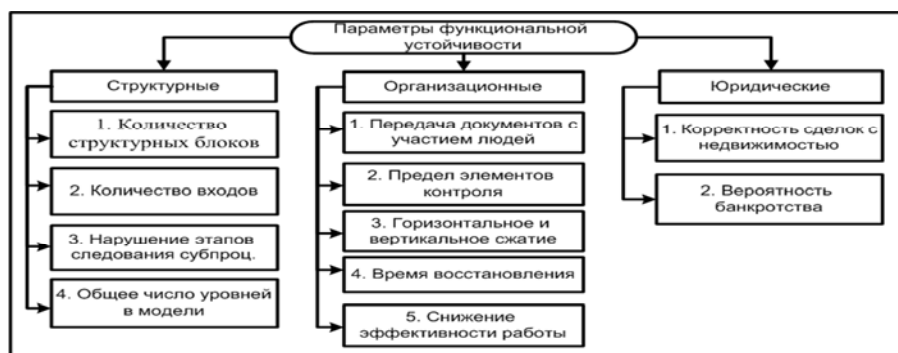 Параметры функциональной
устойчивости
Структурные
1. Количество
структурных блоков
2. Количество входов
3. Нарушение этапов
следования субпроц.
4. Общее число уровней
в модели
Организационные
1. Передача документов с
участием людей
2. Предел элементов
контроля
3. Горизонтальное и
вертикальное сжатие
4. Время восстановления
5. Снижение
эффективности работы
Юридические
1. Корректность сделок с
недвижимостью
2. Вероятность
банкротства